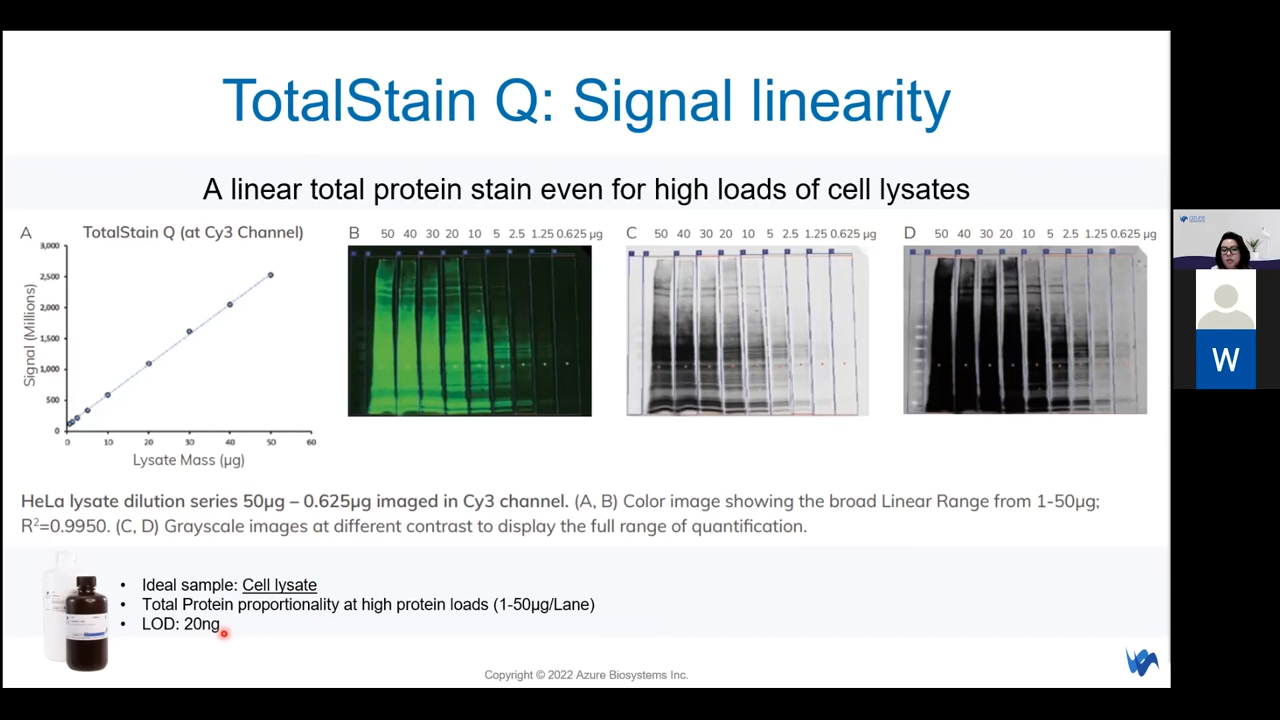 TotalStain Q: Signal linearity
A linear total protein stain even for high loads of cell lysates
A
TotalStain Q (at Cy3 Channel)
Signal (Millions)
3,000
2,500
2,000
1,500
1,000
500
0
0 10 20 30 40 50 60
Lysate Mass (µg)
B
50 40 30 20 10 5 2.5 1.25 0.625 µg
C
50 40 30 20 10 5 2.5 1.25 0.625 µg
D
50 40 30 20 10 5 2.5 1.25 0.625 µg
HeLa lysate dilution series 50µg – 0.625µg imaged in Cy3 channel. (A, B) Color image showing the broad Linear Range from 1-50µg;
R²=0.9950. (C, D) Grayscale images at different contrast to display the full range of quantification.
• Ideal sample: Cell lysate
• Total Protein proportionality at high protein loads (1-50µg/Lane)
• LOD: 20ng
Copyright © 2022 Azure Biosystems Inc.
W